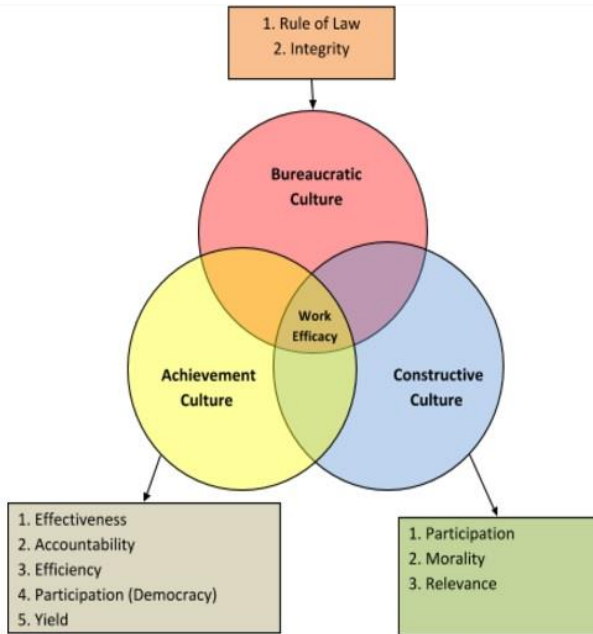 1. Rule of Law
2. Integrity
Bureaucratic
Culture
Work
Efficacy
Achievement
Culture
Constructive
Culture
1. Effectiveness
2. Accountability
3. Efficiency
4. Participation (Democracy)
5. Yield
1. Participation
2. Morality
3. Relevance